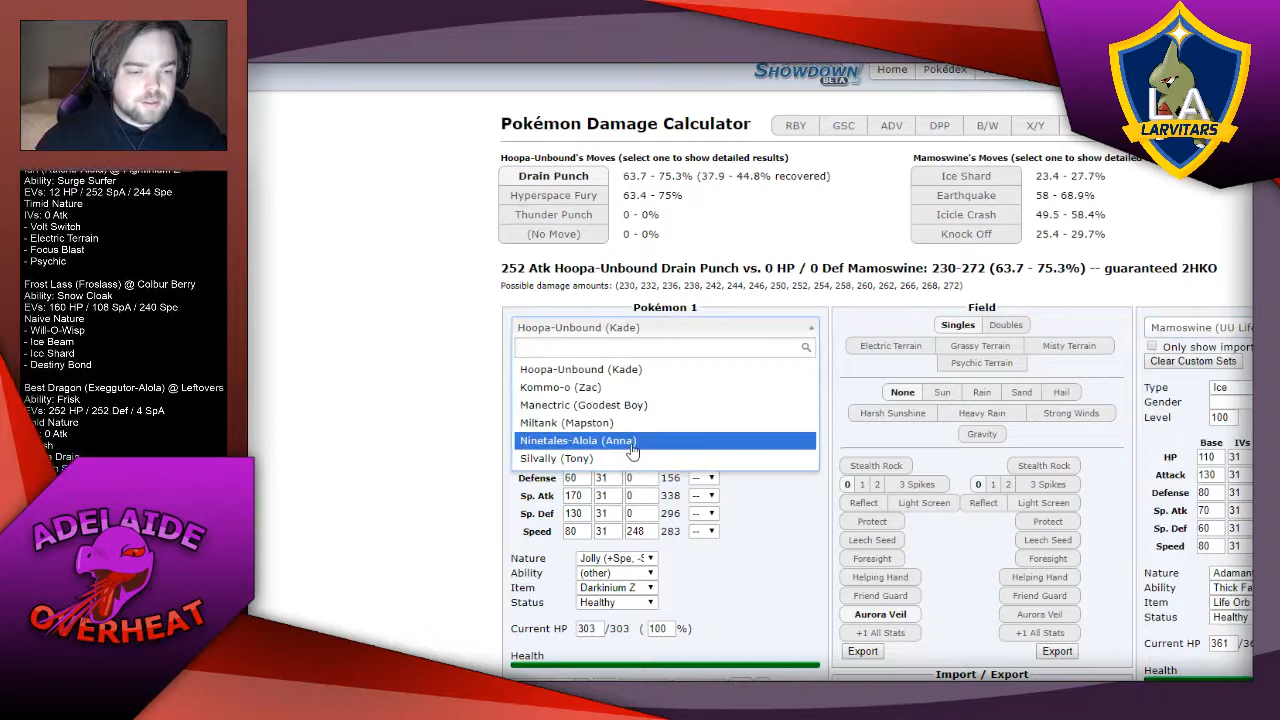 Ability: Surge Surfer
EVs: 12 HP / 252 SpA / 244 Spe
Timid Nature
IVs: 0 Atk
- Volt Switch
- Electric Terrain
- Focus Blast
- Psychic
Frost Lass (Froslass) @ Colbur Berry
Ability: Snow Cloak
EVs: 160 HP / 108 SpA / 240 Spe
Naive Nature
- Will-O-Wisp
- Ice Beam
- Ice Shard
- Destiny Bond
Best Dragon (Exeggutor-Alola) @ Leftovers
Ability: Frisk
EVs: 252 HP / 252 Def / 4 SpA
Nature
0 Atk
ADELAIDE
OVERHEAT
LA
LARVITARS
SHOWDOWN
BETA
Home
Pokédex
Pokémon Damage Calculator
RBY
GSC
ADV
DPP
B/W
X/Y
Hoopa-Unbound's Moves (select one to show detailed results)
Drain Punch 63.7 - 75.3% (37.9 - 44.8% recovered)
Hyperspace Fury 63.4 - 75%
Thunder Punch 0 - 0%
(No Move) 0 - 0%
Mamoswine's Moves (select one to show detailed
Ice Shard 23.4 - 27.7%
Earthquake 58 - 68.9%
Icicle Crash 49.5 - 58.4%
Knock Off 25.4 - 29.7%
252 Atk Hoopa-Unbound Drain Punch vs. 0 HP / 0 Def Mamoswine: 230-272 (63.7 - 75.3%) -- guaranteed 2HKO
Possible damage amounts: (230, 232, 236, 238, 242, 244, 246, 250, 252, 254, 258, 260, 262, 266, 268, 272)
Pokémon 1
Hoopa-Unbound (Kade)
Hoopa-Unbound (Kade)
Kommo-o (Zac)
Manectric (Goodest Boy)
Miltank (Mapston)
Ninetales-Alola (Anna)
Silvally (Tony)
Defense 60 31 0 156 --
Sp. Atk 170 31 0 338 --
Sp. Def 130 31 0 296 --
Speed 80 31 248 283 --
Nature Jolly (+Spe, -S
Ability (other)
Item Darkinium Z
Status Healthy
Current HP 303 /303 ( 100 %)
Health
Field
Singles Doubles
Electric Terrain Grassy Terrain Misty Terrain
Psychic Terrain
None Sun Rain Sand Hail
Harsh Sunshine Heavy Rain Strong Winds
Gravity
Stealth Rock Stealth Rock
0 1 2 3 Spikes 0 1 2 3 Spikes
Reflect Light Screen Reflect Light Screen
Protect Protect
Leech Seed Leech Seed
Foresight Foresight
Helping Hand Helping Hand
Friend Guard Friend Guard
Aurora Veil Aurora Veil
+1 All Stats +1 All Stats
Export Export
Import / Export
Mamoswine (UU Life
Only show import
Clear Custom Sets
Type Ice
Gender
Level 100
Base IVs
HP 110 31
Attack 130 31
Defense 80 31
Sp. Atk 70 31
Sp. Def 60 31
Speed 80 31
Nature Adamant
Ability Thick Fa
Item Life Orb
Status Healthy
Current HP 361 /36
Health